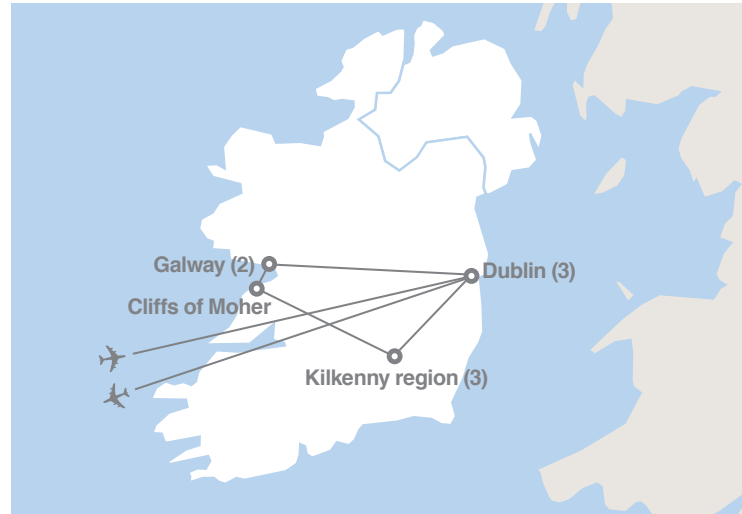 Galway (2)
Dublin (3)
Cliffs of Moher
Kilkenny region (3)